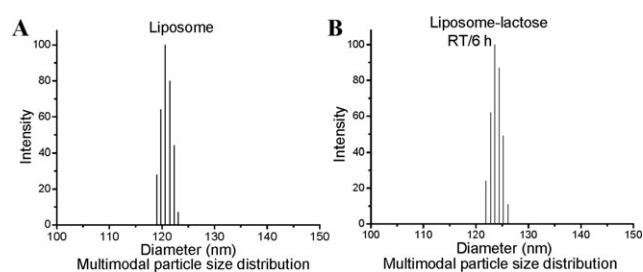 A
Liposome
Intensity
100
80
60
40
20
0
100 110 120 130 140 150
Diameter (nm)
Multimodal particle size distribution
B
Liposome-lactose
RT/6 h
Intensity
100
80
60
40
20
0
100 110 120 130 140 150
Diameter (nm)
Multimodal particle size distribution